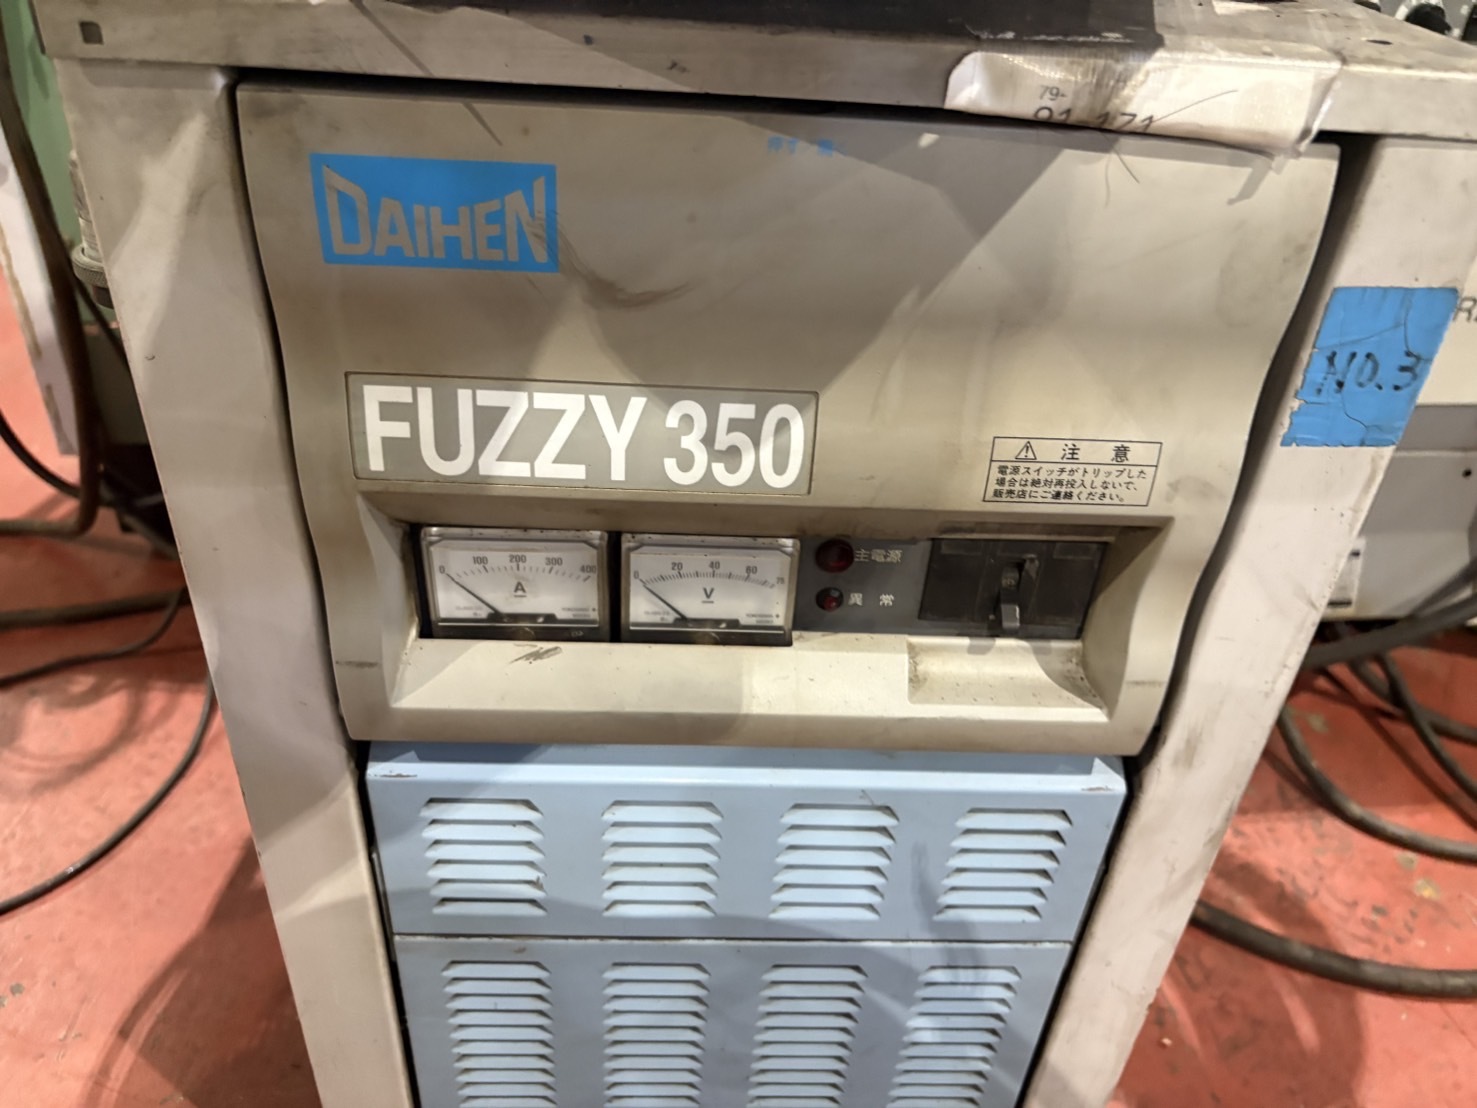 79-
91-171
DAIHEN
NO.3
FUZZY 350
注意
電源スイッチがトリップした
場合は絶対再投入しないで、
販売店にご連絡ください。
0 100 200 300 400
A
0 20 40 60 75
V
主電源
異常